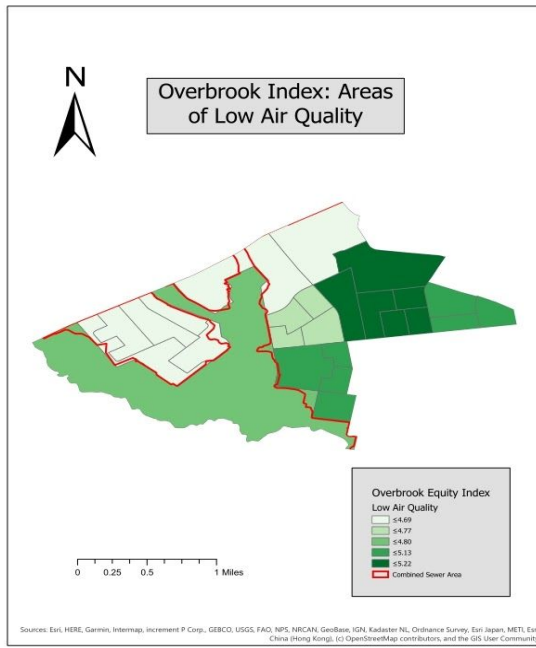 N
Overbrook Index: Areas
of Low Air Quality
Overbrook Equity Index
Low Air Quality
≤4.69
≤4.77
≤4.80
≤5.13
≤5.22
Combined Sewer Area
0 0.25 0.5 1 Miles
Sources: Esri, HERE, Garmin, Intermap, increment P Corp., GEBCO, USGS, FAO, NPS, NRCAN, GeoBase, IGN, Kadaster NL, Ordnance Survey, Esri Japan, METI, Esri
China (Hong Kong), (c) OpenStreetMap contributors, and the GIS User Community